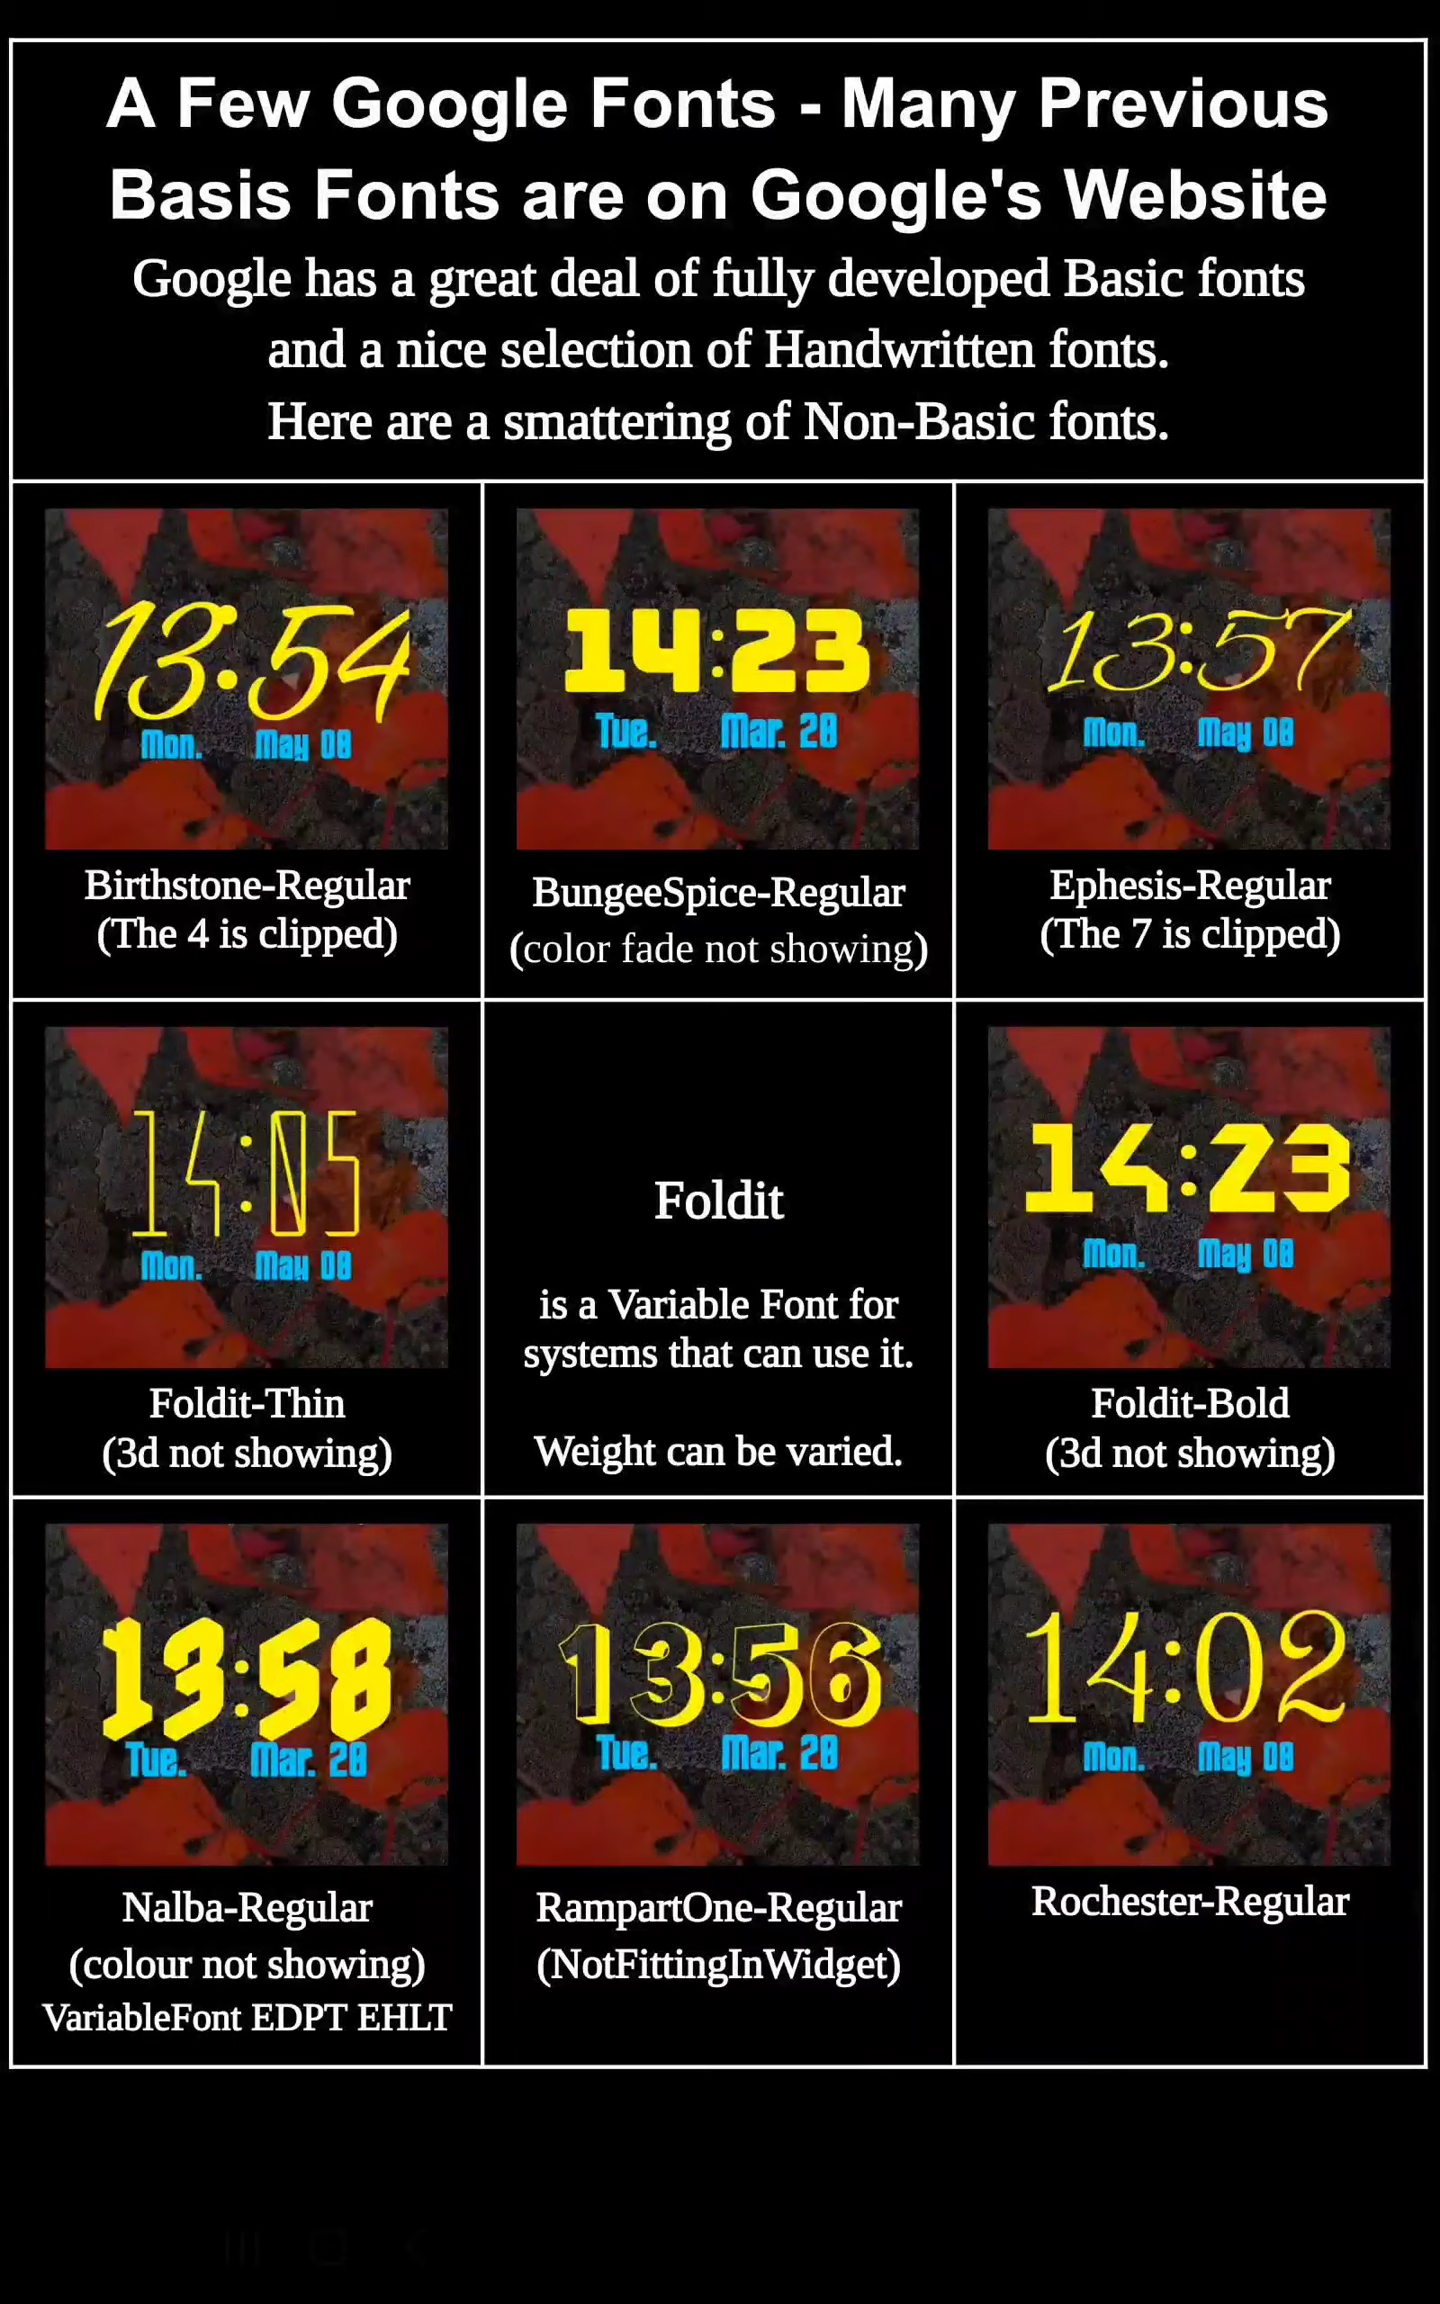 A Few Google Fonts - Many Previous
Basis Fonts are on Google's Website
Google has a great deal of fully developed Basic fonts
and a nice selection of Handwritten fonts.
Here are a smattering of Non-Basic fonts.
13:54
Mon. May 08
Birthstone-Regular
(The 4 is clipped)
14:23
Tue. Mar. 28
BungeeSpice-Regular
(color fade not showing)
13:57
Mon. May 08
Ephesis-Regular
(The 7 is clipped)
14:05
Mon. May 08
Foldit-Thin
(3d not showing)
Foldit
is a Variable Font for
systems that can use it.
Weight can be varied.
14:23
Mon. May 08
Foldit-Bold
(3d not showing)
13:58
Tue. Mar. 28
Nalba-Regular
(colour not showing)
VariableFont EDPT EHLT
13:56
Tue. Mar. 28
RampartOne-Regular
(NotFittingInWidget)
14:02
Mon. May 08
Rochester-Regular